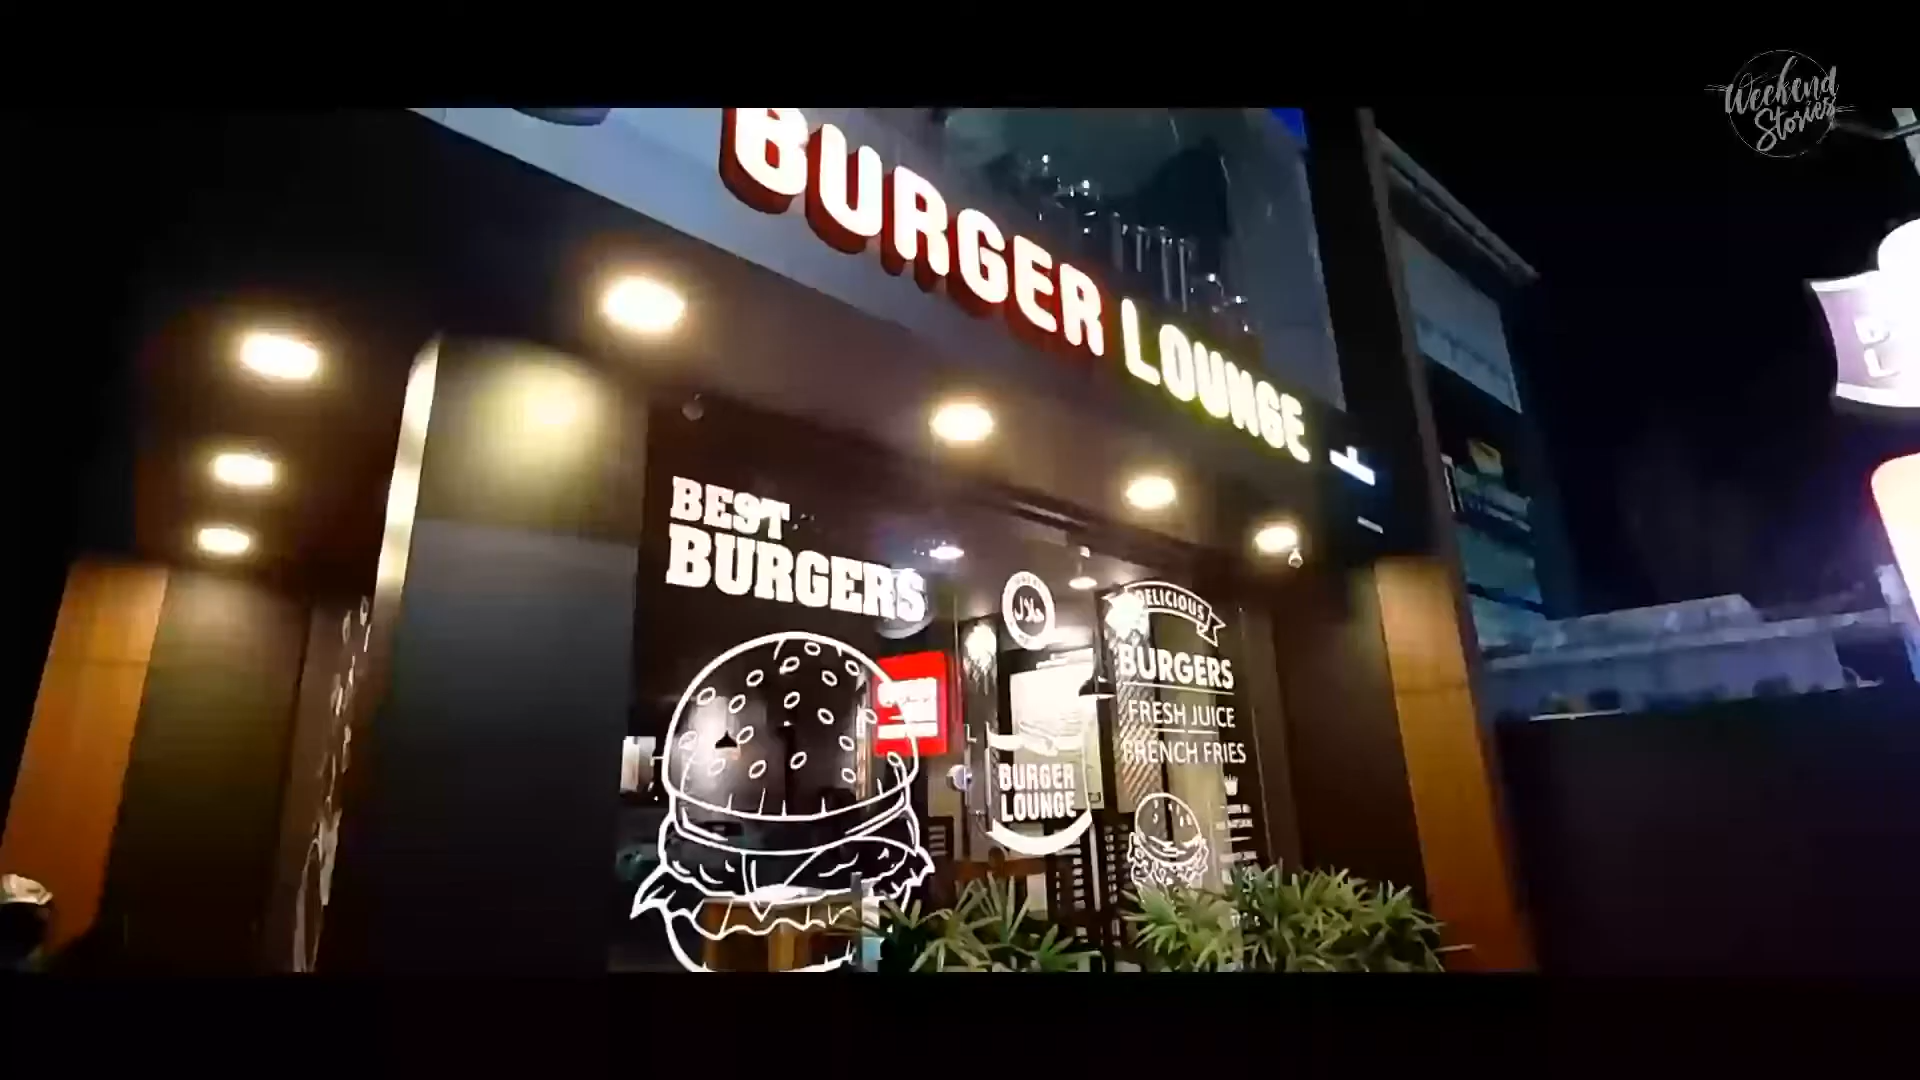 Weekend
Stories
BURGER LOUNGE
BEST
BURGERS
حلال
DELICIOUS
BURGERS
FRESH JUICE
FRENCH FRIES
BURGER
LOUNGE